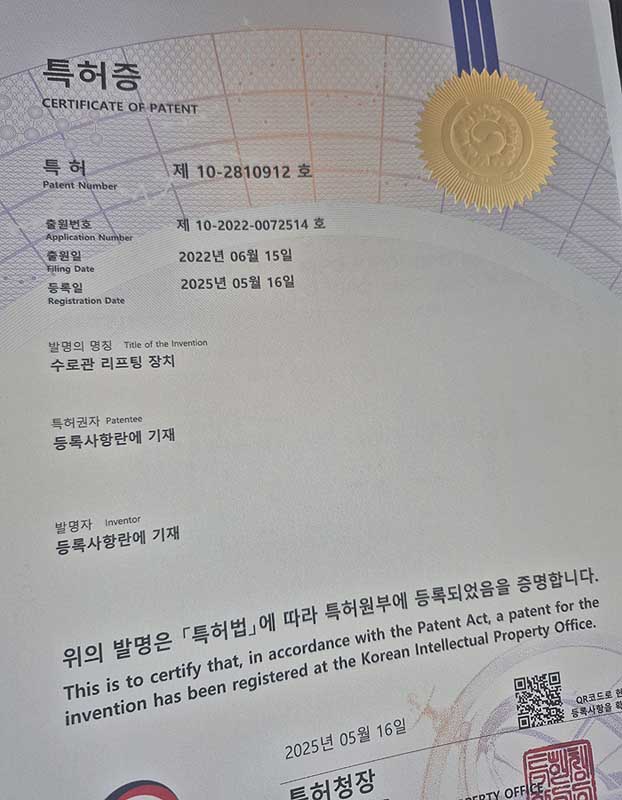 특허증
CERTIFICATE OF PATENT
특 허 제 10-2810912 호
Patent Number
출원번호 제 10-2022-0072514 호
Application Number
출원일 2022년 06월 15일
Filing Date
등록일 2025년 05월 16일
Registration Date
발명의 명칭 Title of the Invention
수로관 리프팅 장치
특허권자 Patentee
등록사항란에 기재
발명자 Inventor
등록사항란에 기재
위의 발명은 「특허법」에 따라 특허원부에 등록되었음을 증명합니다.
This is to certify that, in accordance with the Patent Act, a patent for the
invention has been registered at the Korean Intellectual Property Office.
QR코드로 현
등록사항을 확
2025년 05월 16일
특허청장
PERTY OFFICE